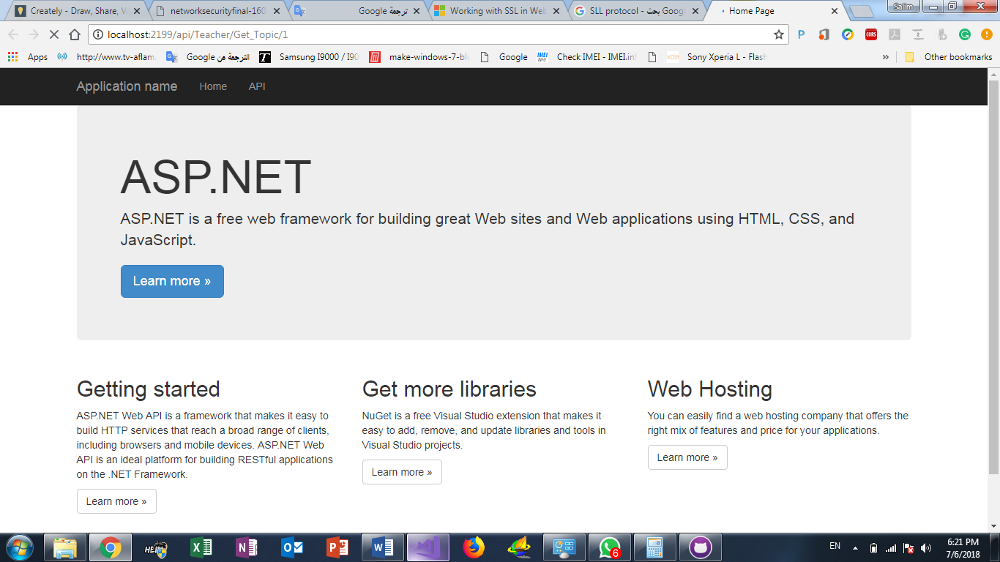 Creately - Draw, Share, V
networksecurityfinal-160
ترجمة Google
Working with SSL in Web
SLL protocol - بحث Goog
Home Page
Salim
localhost:2199/api/Teacher/Get_Topic/1
Apps
http://www.tv-aflam
الترجمة من Google
Samsung I9000 / I90
make-windows-7-bl
Google
Check IMEI - IMEI.inf
Sony Xperia L - Flash
»
Other bookmarks
Application name
Home
API
ASP.NET
ASP.NET is a free web framework for building great Web sites and Web applications using HTML, CSS, and
JavaScript.
Learn more »
Getting started
ASP.NET Web API is a framework that makes it easy to
build HTTP services that reach a broad range of clients,
including browsers and mobile devices. ASP.NET Web
API is an ideal platform for building RESTful applications
on the .NET Framework.
Learn more »
Get more libraries
NuGet is a free Visual Studio extension that makes it
easy to add, remove, and update libraries and tools in
Visual Studio projects.
Learn more »
Web Hosting
You can easily find a web hosting company that offers the
right mix of features and price for your applications.
Learn more »
EN
6:21 PM
7/6/2018